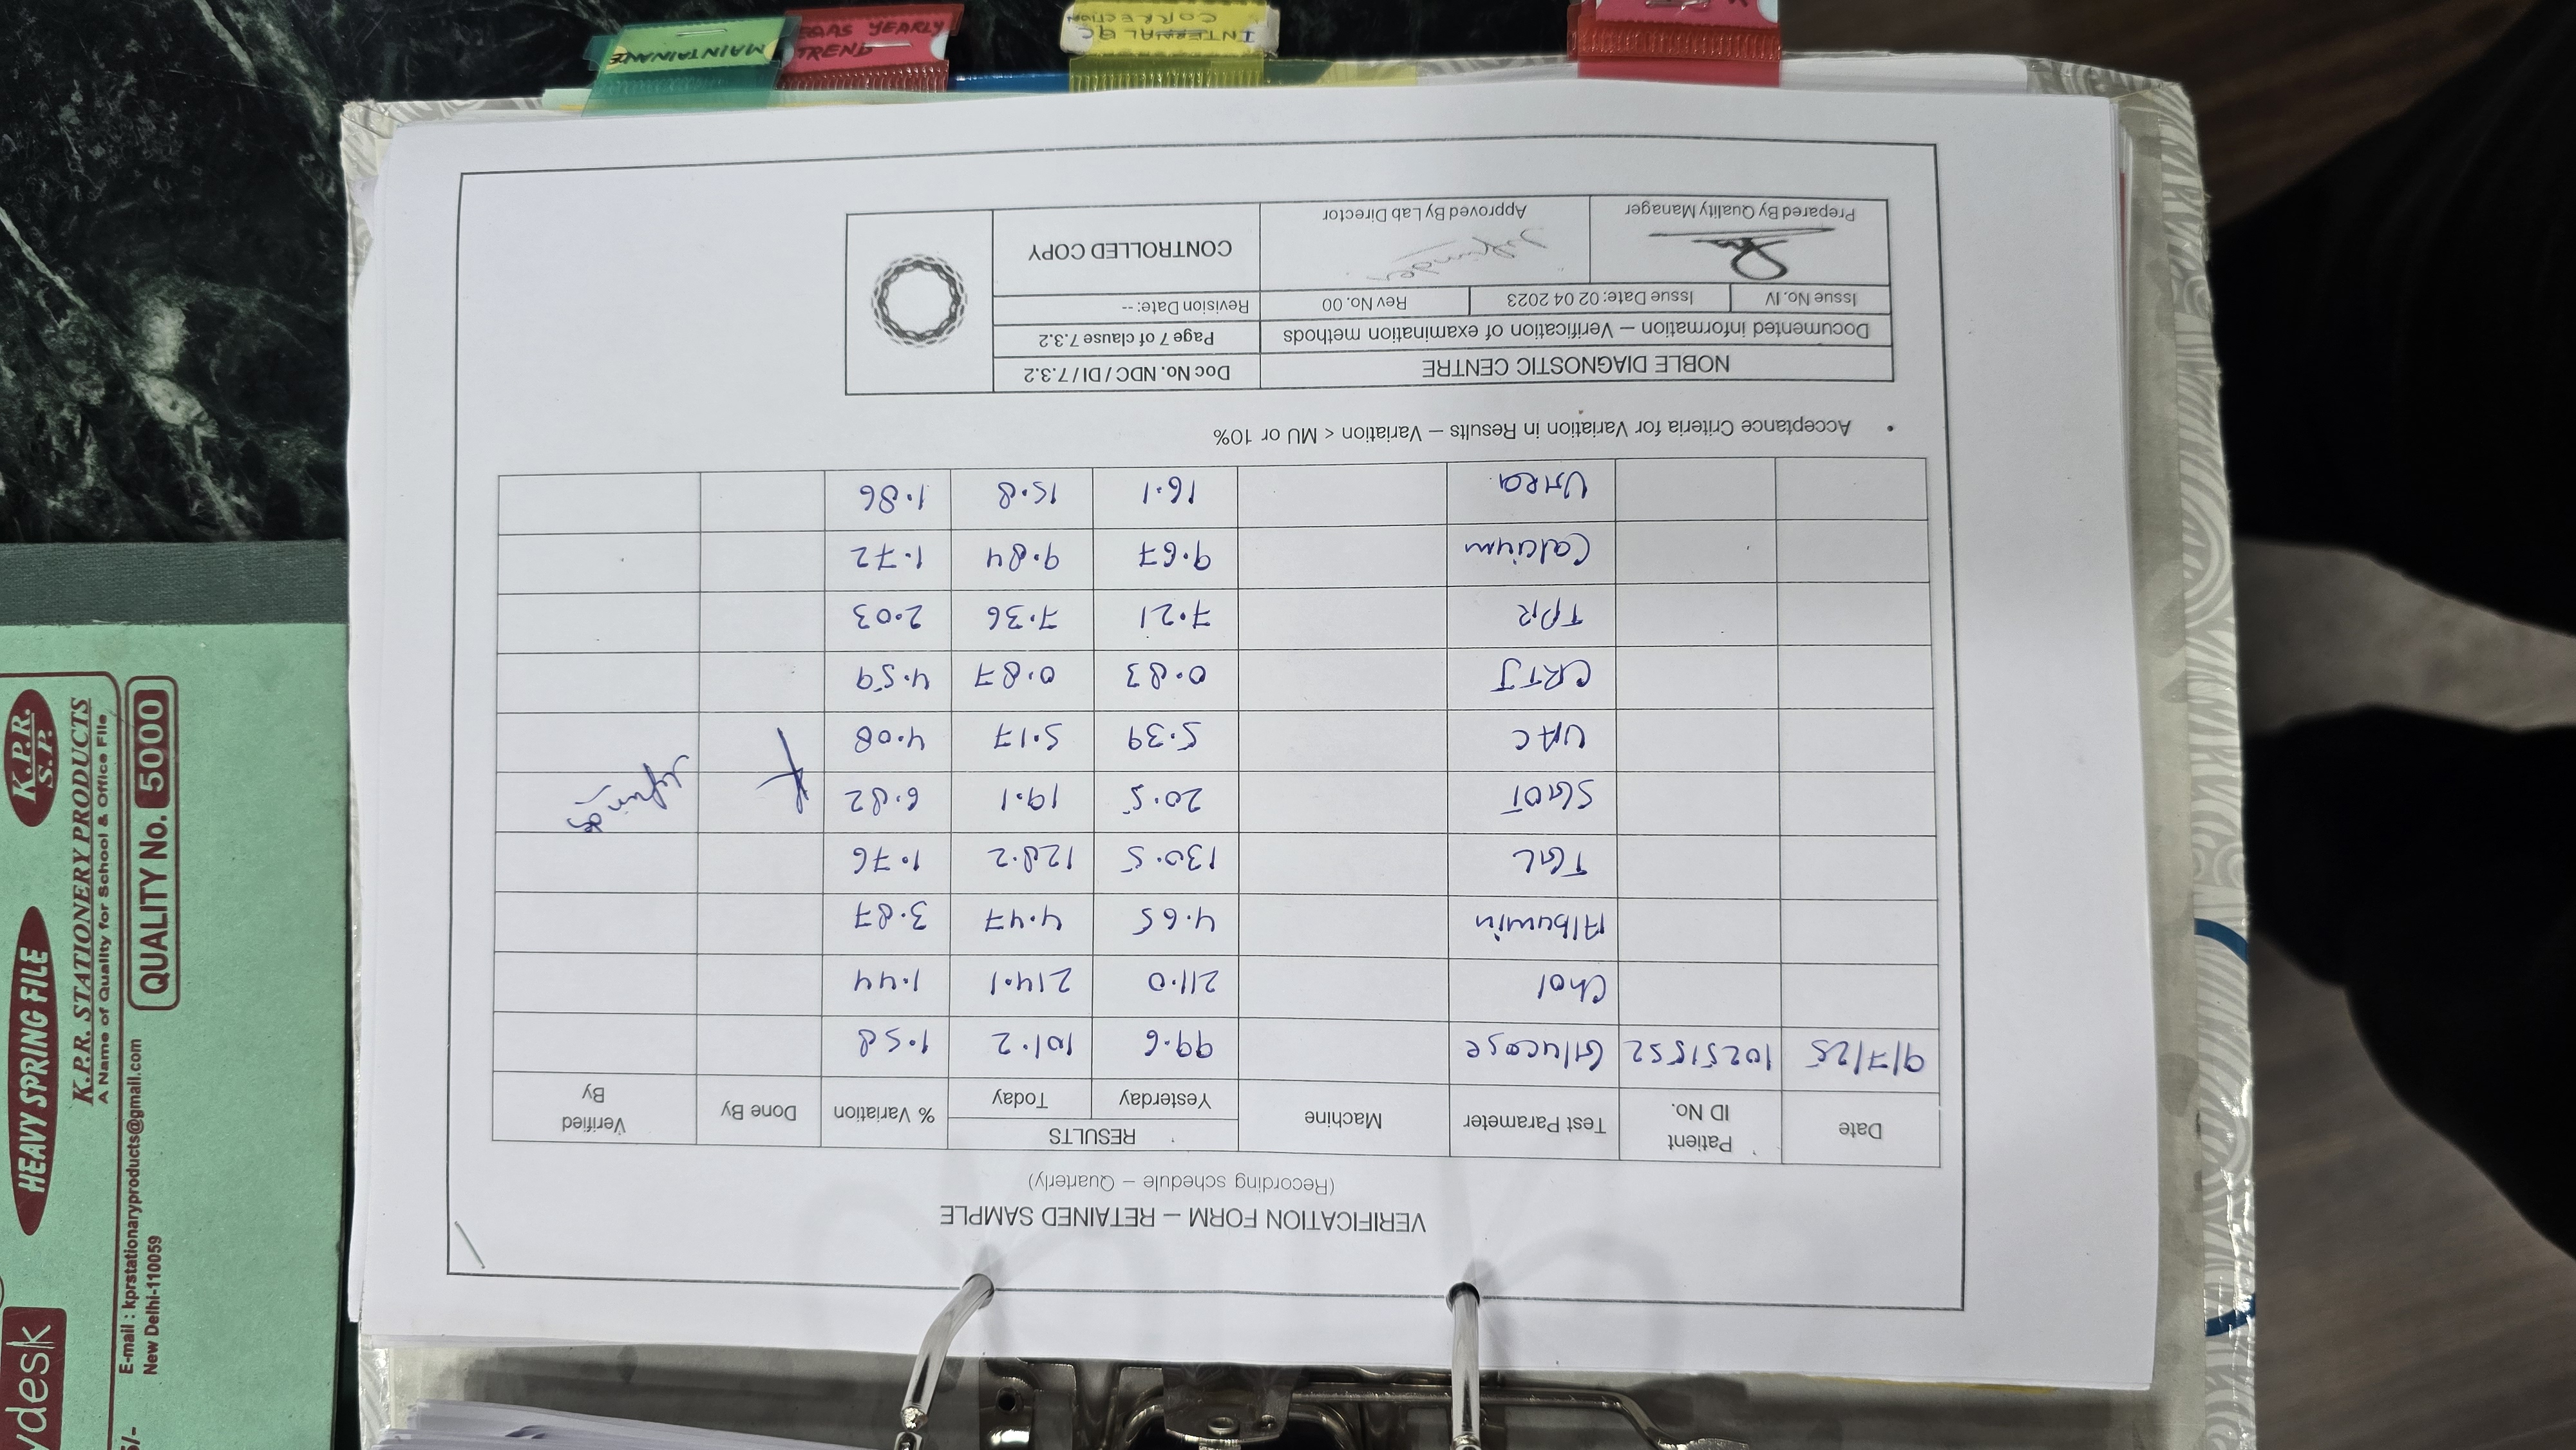 VERIFICATION FORM – RETAINED SAMPLE
(Recording schedule – Quarterly)
Date Patient ID No. Test Parameter Machine RESULTS Yesterday Today % Variation Done By Verified By
9/7/25 10251552 Glucose 99.6 101.2 1.58
Chol 211.0 214.1 1.44
Albumin 4.65 4.47 3.87
TGL 130.5 128.2 1.76
SGOT 20.5 19.1 6.82
UAC 5.39 5.17 4.08
CRTJ 0.83 0.87 4.59
TPR 7.21 7.36 2.03
Calcium 9.67 9.84 1.72
Urea 16.1 15.8 1.86
• Acceptance Criteria for Variation in Results – Variation < MU or 10%
NOBLE DIAGNOSTIC CENTRE Doc No. NDC / DI / 7.3.2
Documented information – Verification of examination methods Page 7 of clause 7.3.2
Issue No. IV Issue Date: 02 04 2023 Rev No. 00 Revision Date: --
Prepared By Quality Manager Approved By Lab Director CONTROLLED COPY
MAINTAINANCE
EQAS YEARLY
TREND
INTERNAL QC
CORRECTION
K.P.R.
S.P.
K.P.R. STATIONERY PRODUCTS
A Name of Quality for School & Office File
QUALITY No. 5000
HEAVY SPRING FILE
E-mail : kprstationaryproducts@gmail.com
New Delhi-110059
ydesk
5/-